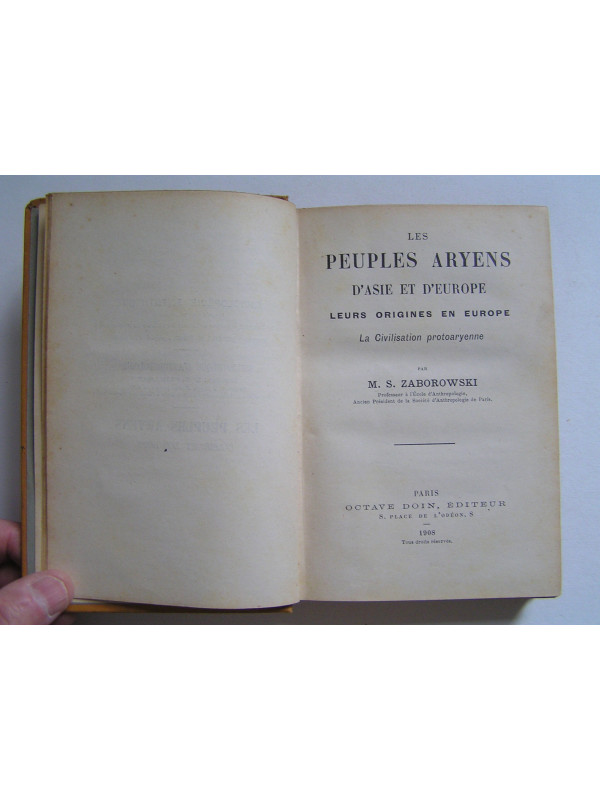 LES
PEUPLES ARYENS
D'ASIE ET D'EUROPE
LEURS ORIGINES EN EUROPE
La Civilisation protoaryenne
PAR
M. S. ZABOROWSKI
Professeur à l'École d'Anthropologie,
Ancien Président de la Société d'Anthropologie de Paris.
PARIS
OCTAVE DOIN, ÉDITEUR
8, PLACE DE L'ODÉON, 8
1908
Tous droits réservés.